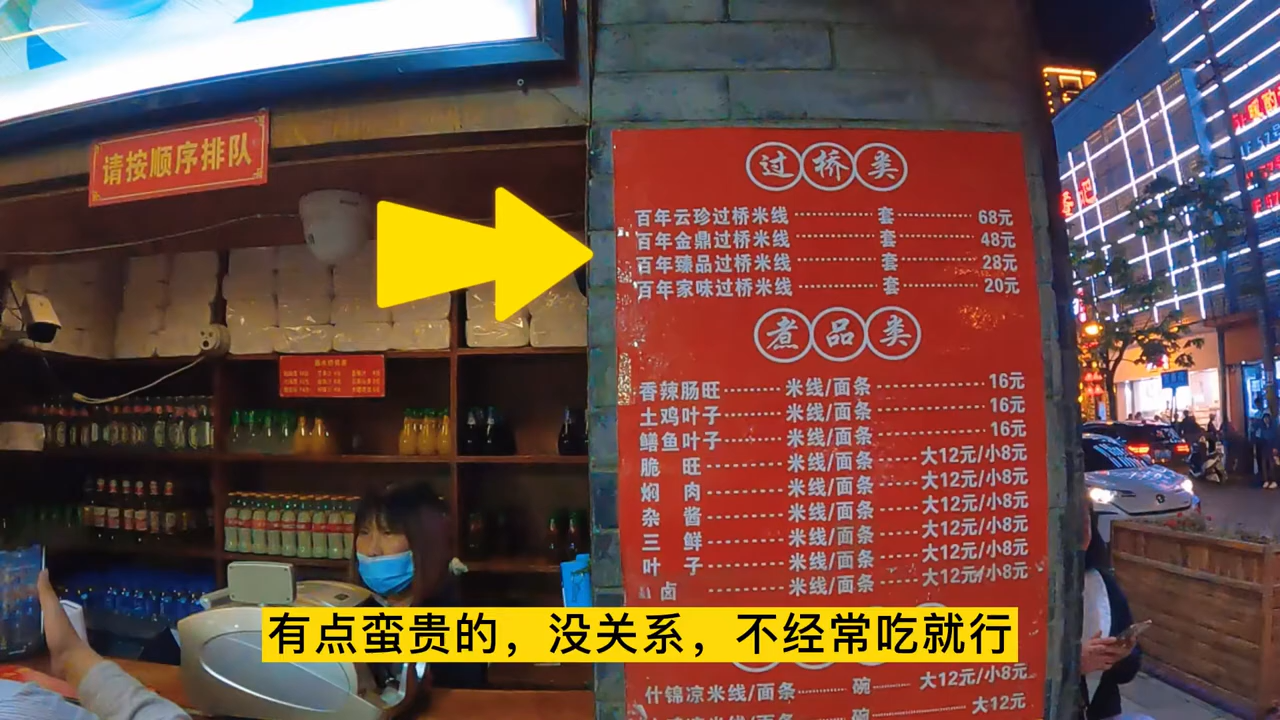 请按顺序排队
过桥类
百年云珍过桥米线 套 68元
百年金鼎过桥米线 套 48元
百年臻品过桥米线 套 28元
百年家味过桥米线 套 20元
煮品类
香辣肠旺 米线/面条 16元
土鸡叶子 米线/面条 16元
鳝鱼叶子 米线/面条 16元
脆旺 米线/面条 大12元/小8元
焖肉 米线/面条 大12元/小8元
杂酱 米线/面条 大12元/小8元
三鲜 米线/面条 大12元/小8元
叶子 米线/面条 大12元/小8元
卤 米线/面条 大12元/小8元
什锦凉米线/面条 碗 大12元/小8元
大12元
有点蛮贵的，没关系，不经常吃就行